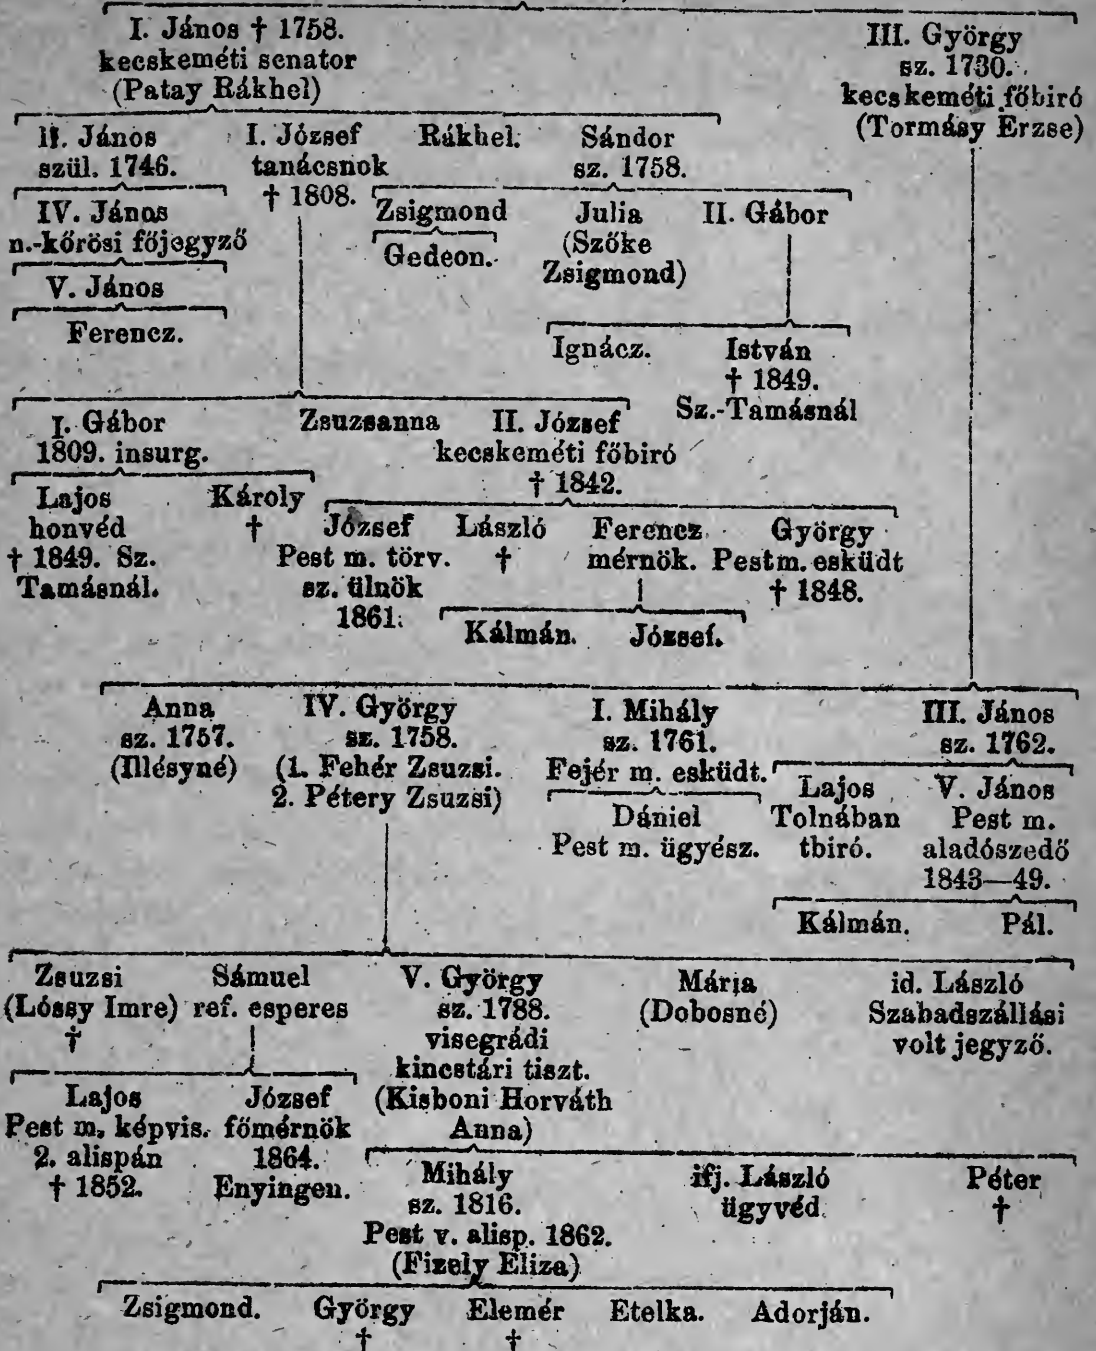 I. János † 1758.
kecskeméti senator
(Patay Rákhel)
III. György
sz. 1730.
kecskeméti főbiró
(Tormásy Erzse)
II. János
szül. 1746.
I. József
tanácsnok
† 1808.
Rákhel.
Sándor
sz. 1758.
IV. János
n.-kőrösi főjegyző
V. János
Ferencz.
Zsigmond
Gedeon.
Julia
(Szőke
Zsigmond)
II. Gábor
Ignácz.
István
† 1849.
Sz.-Tamásnál
I. Gábor
1809. insurg.
Zsuzsanna
II. József
kecskeméti főbiró
† 1842.
Lajos
honvéd
† 1849. Sz.
Tamásnál.
Károly
†
József
Pest m. törv.
sz. ülnök
1861.
László
†
Ferencz
mérnök.
György
Pest m. esküdt
† 1848.
Kálmán.
József.
Anna
sz. 1757.
(Illésyné)
IV. György
sz. 1758.
(1. Fehér Zsuzsi.
2. Pétery Zsuzsi)
I. Mihály
sz. 1761.
Fejér m. esküdt.
III. János
sz. 1762.
Dániel
Pest m. ügyész.
Lajos
Tolnában
tbiró.
V. János
Pest m.
aladószedő
1843—49.
Kálmán.
Pál.
Zsuzsi
(Lóssy Imre)
†
Sámuel
ref. esperes
V. György
sz. 1788.
visegrádi
kincstári tiszt.
(Kisboni Horváth
Anna)
Mária
(Dobosné)
id. László
Szabadszállási
volt jegyző.
Lajos
Pest m. képvis.
2. alispán
† 1852.
József
főmérnök
1864.
Enyingen.
Mihály
sz. 1816.
Pest v. alisp. 1862.
(Fizely Eliza)
ifj. László
ügyvéd.
Péter
†
Zsigmond.
György
†
Elemér
†
Etelka.
Adorján.